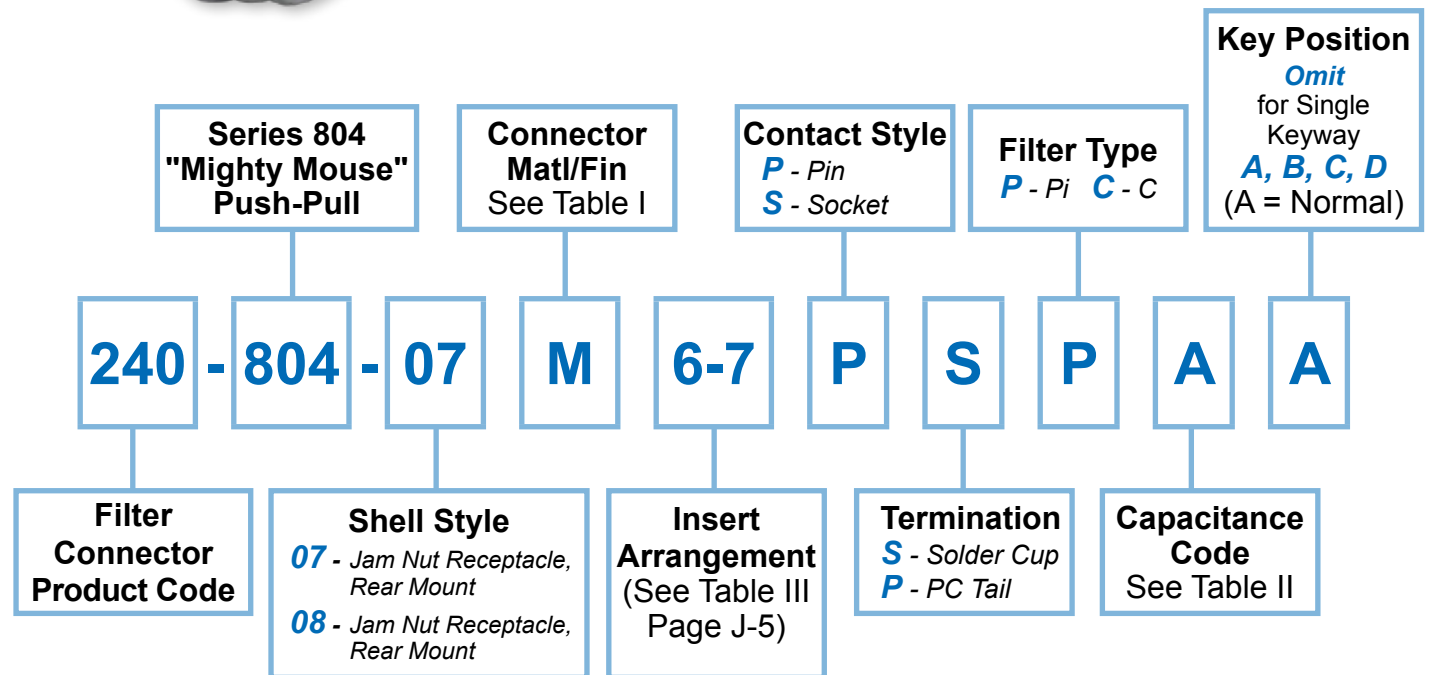 Key Position
Omit
for Single
Keyway
A, B, C, D
(A = Normal)
Series 804
"Mighty Mouse"
Push-Pull
Connector
Matl/Fin
See Table I
Contact Style
P - Pin
S - Socket
Filter Type
P - Pi C - C
240 - 804 - 07 M 6-7 P S P A A
Filter
Connector
Product Code
Shell Style
07 - Jam Nut Receptacle,
Rear Mount
08 - Jam Nut Receptacle,
Rear Mount
Insert
Arrangement
(See Table III
Page J-5)
Termination
S - Solder Cup
P - PC Tail
Capacitance
Code
See Table II